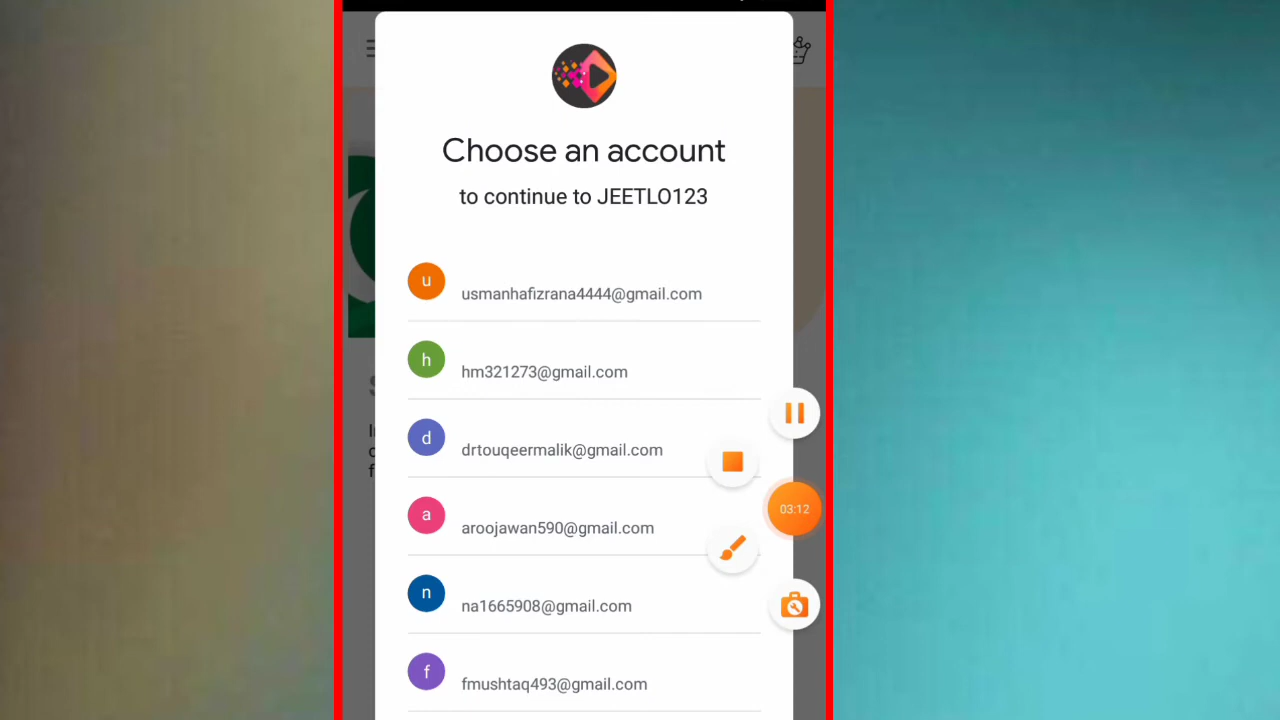 Choose an account
to continue to JEETLO123
u
usmanhafizrana4444@gmail.com
h
hm321273@gmail.com
d
drtouqeermalik@gmail.com
a
aroojawan590@gmail.com
03:12
n
na1665908@gmail.com
f
fmushtaq493@gmail.com